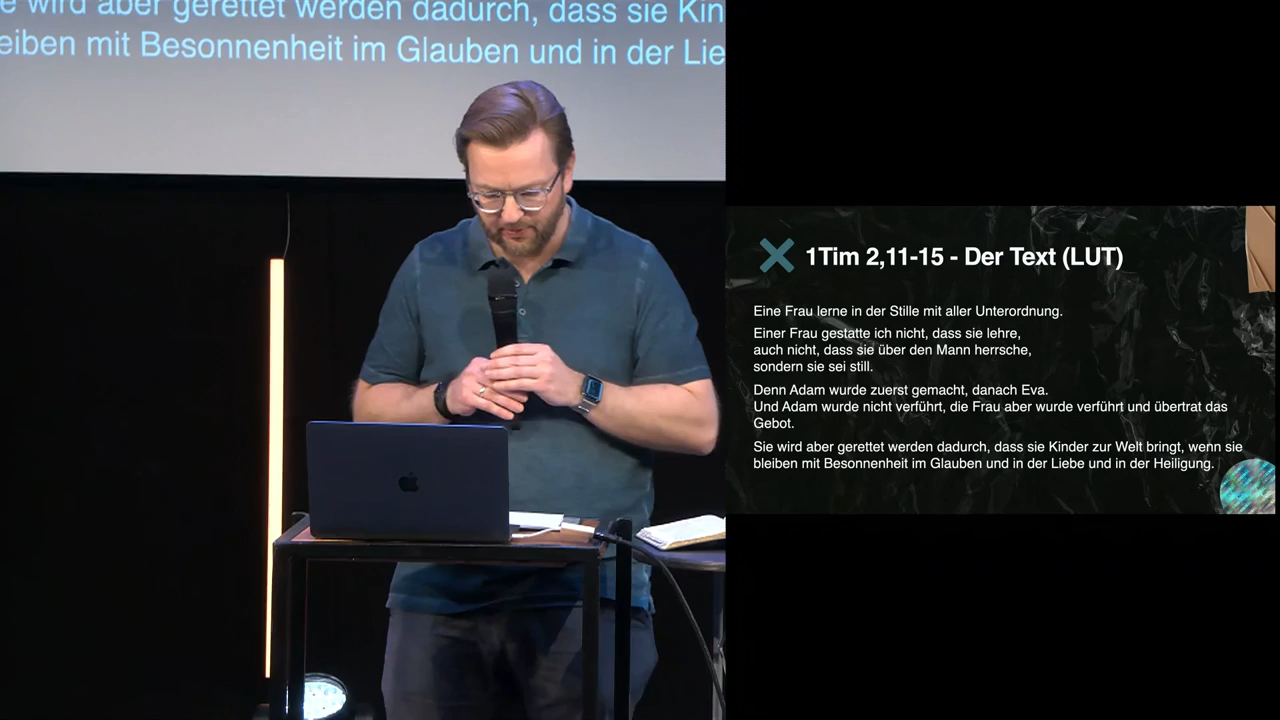 e wird aber gerettet werden dadurch, dass sie Kin
eiben mit Besonnenheit im Glauben und in der Lie
1Tim 2,11-15 - Der Text (LUT)
Eine Frau lerne in der Stille mit aller Unterordnung.
Einer Frau gestatte ich nicht, dass sie lehre,
auch nicht, dass sie über den Mann herrsche,
sondern sie sei still.
Denn Adam wurde zuerst gemacht, danach Eva.
Und Adam wurde nicht verführt, die Frau aber wurde verführt und übertrat das
Gebot.
Sie wird aber gerettet werden dadurch, dass sie Kinder zur Welt bringt, wenn sie
bleiben mit Besonnenheit im Glauben und in der Liebe und in der Heiligung.